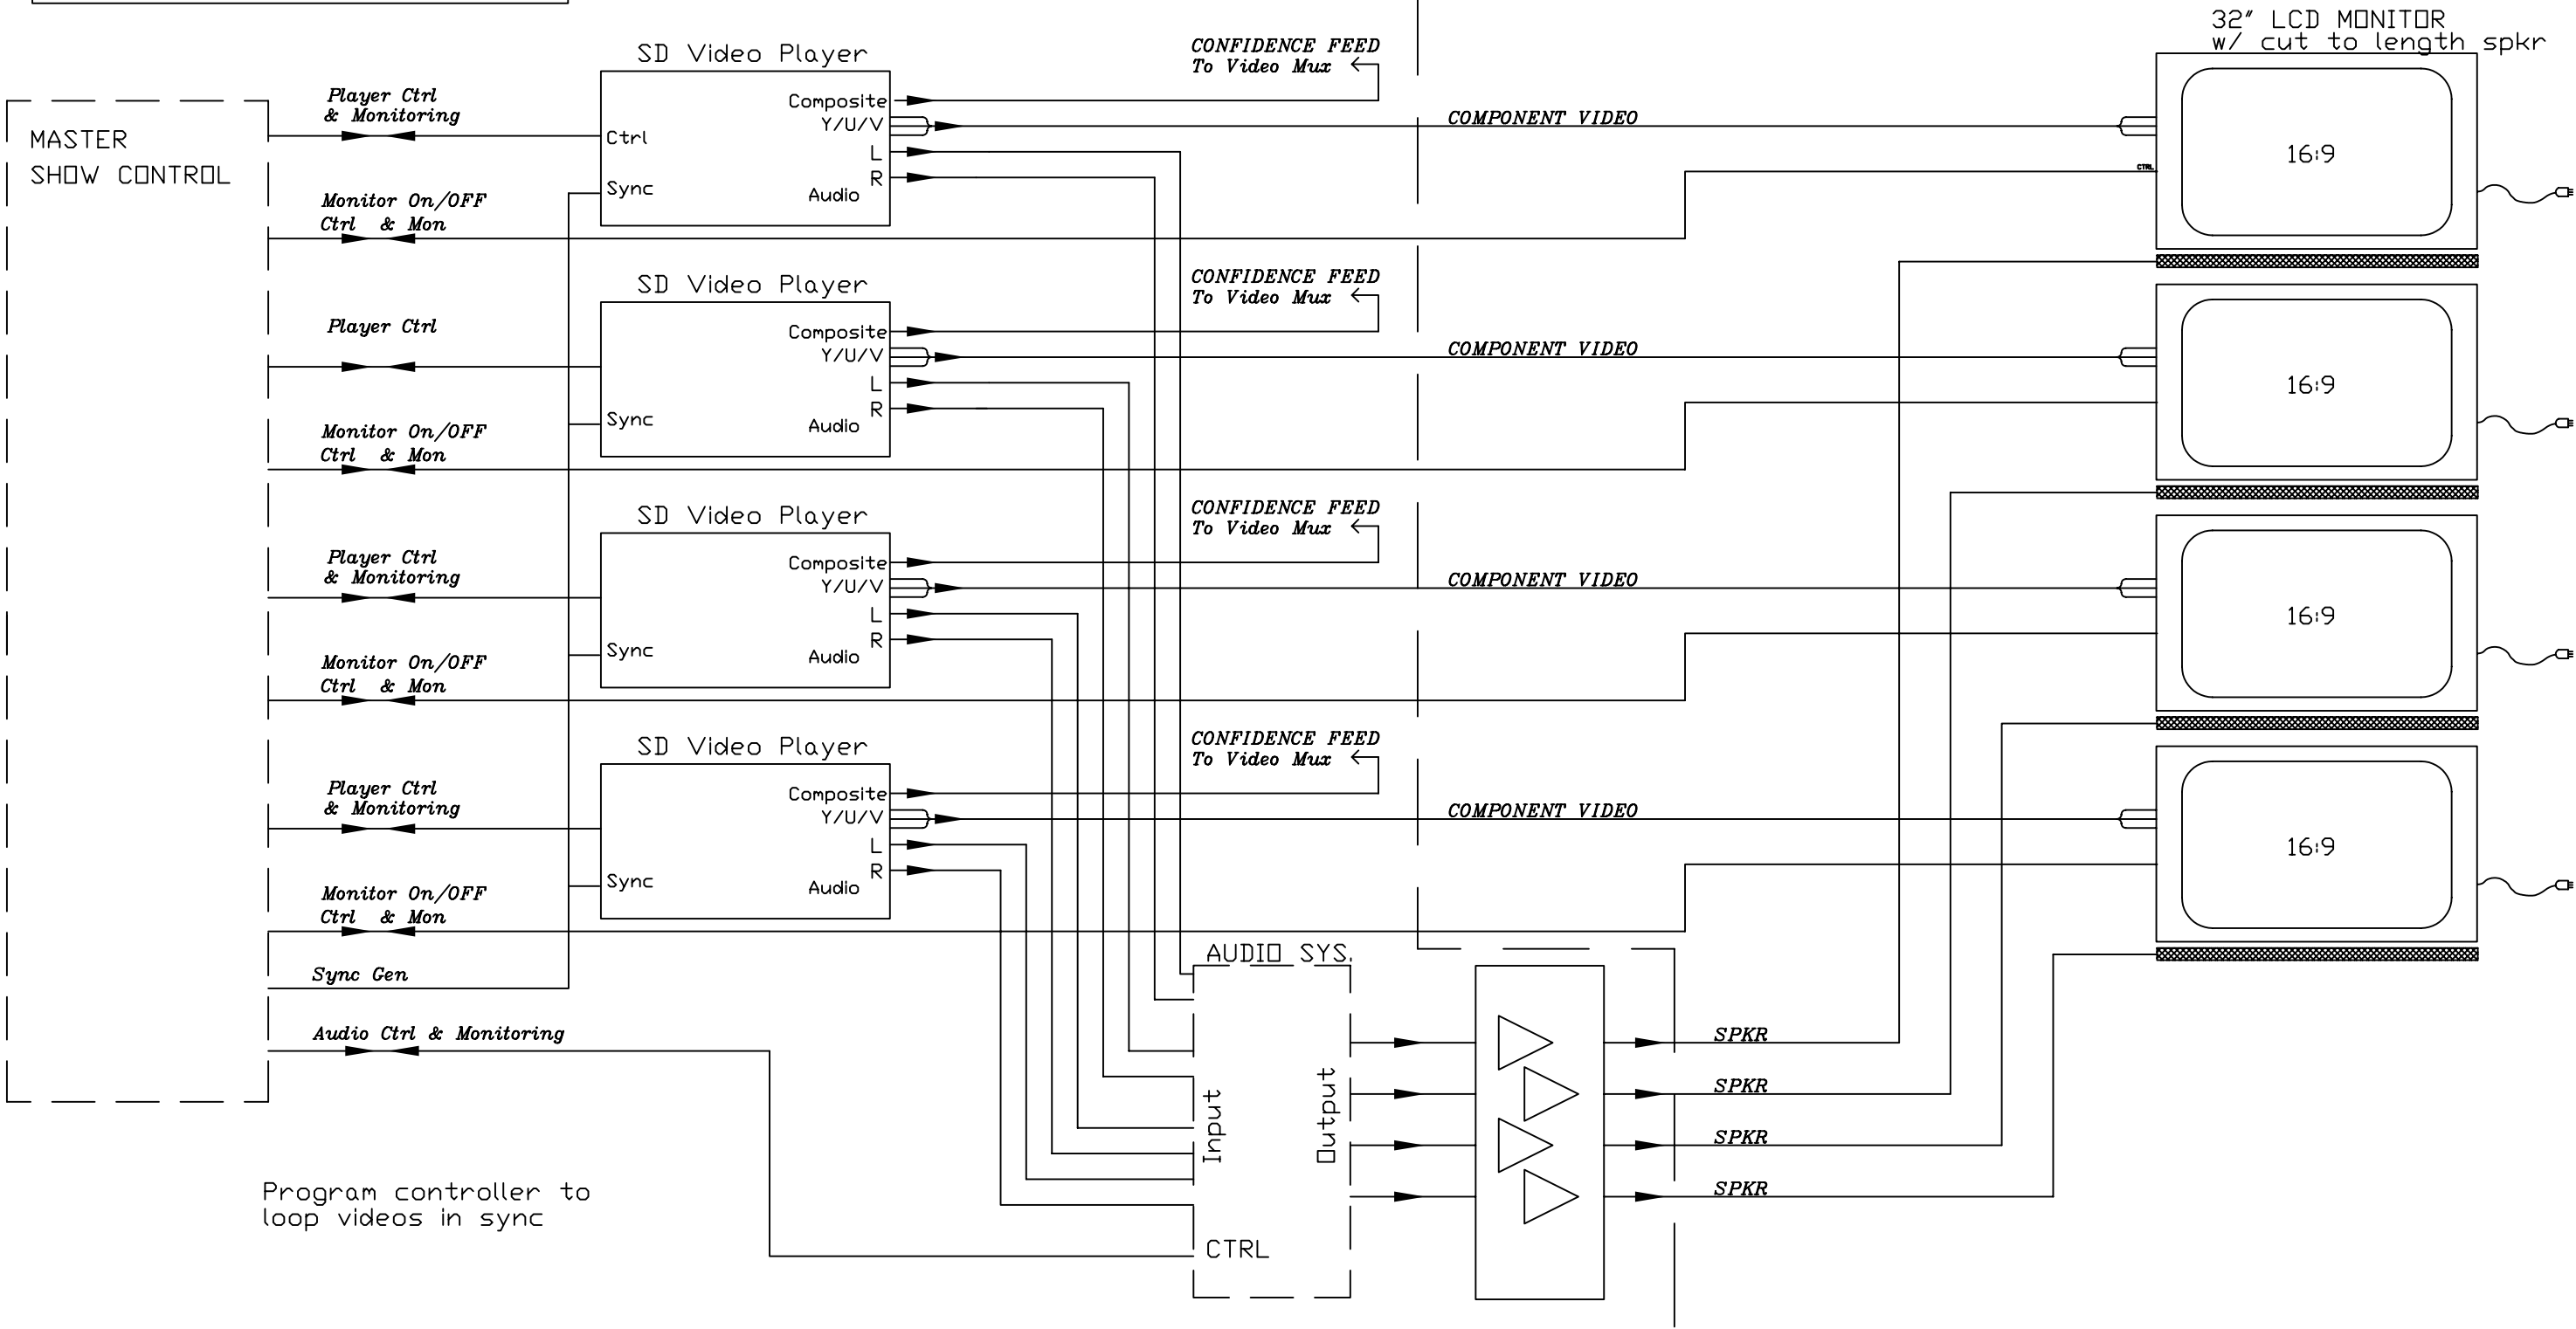 32" LCD MONITOR
w/ cut to length spkr
MASTER
SHOW CONTROL
Player Ctrl
& Monitoring
Monitor On/OFF
Ctrl & Mon
SD Video Player
Ctrl
Sync
Composite
Y/U/V
L
R
Audio
CONFIDENCE FEED
To Video Mux
COMPONENT VIDEO
CTRL
16:9
Player Ctrl
Monitor On/OFF
Ctrl & Mon
SD Video Player
Sync
Composite
Y/U/V
L
R
Audio
CONFIDENCE FEED
To Video Mux
COMPONENT VIDEO
16:9
Player Ctrl
& Monitoring
Monitor On/OFF
Ctrl & Mon
SD Video Player
Sync
Composite
Y/U/V
L
R
Audio
CONFIDENCE FEED
To Video Mux
COMPONENT VIDEO
16:9
Player Ctrl
& Monitoring
Monitor On/OFF
Ctrl & Mon
SD Video Player
Sync
Composite
Y/U/V
L
R
Audio
CONFIDENCE FEED
To Video Mux
COMPONENT VIDEO
16:9
Sync Gen
Audio Ctrl & Monitoring
AUDIO SYS.
Input
Output
CTRL
SPKR
SPKR
SPKR
SPKR
Program controller to
loop videos in sync